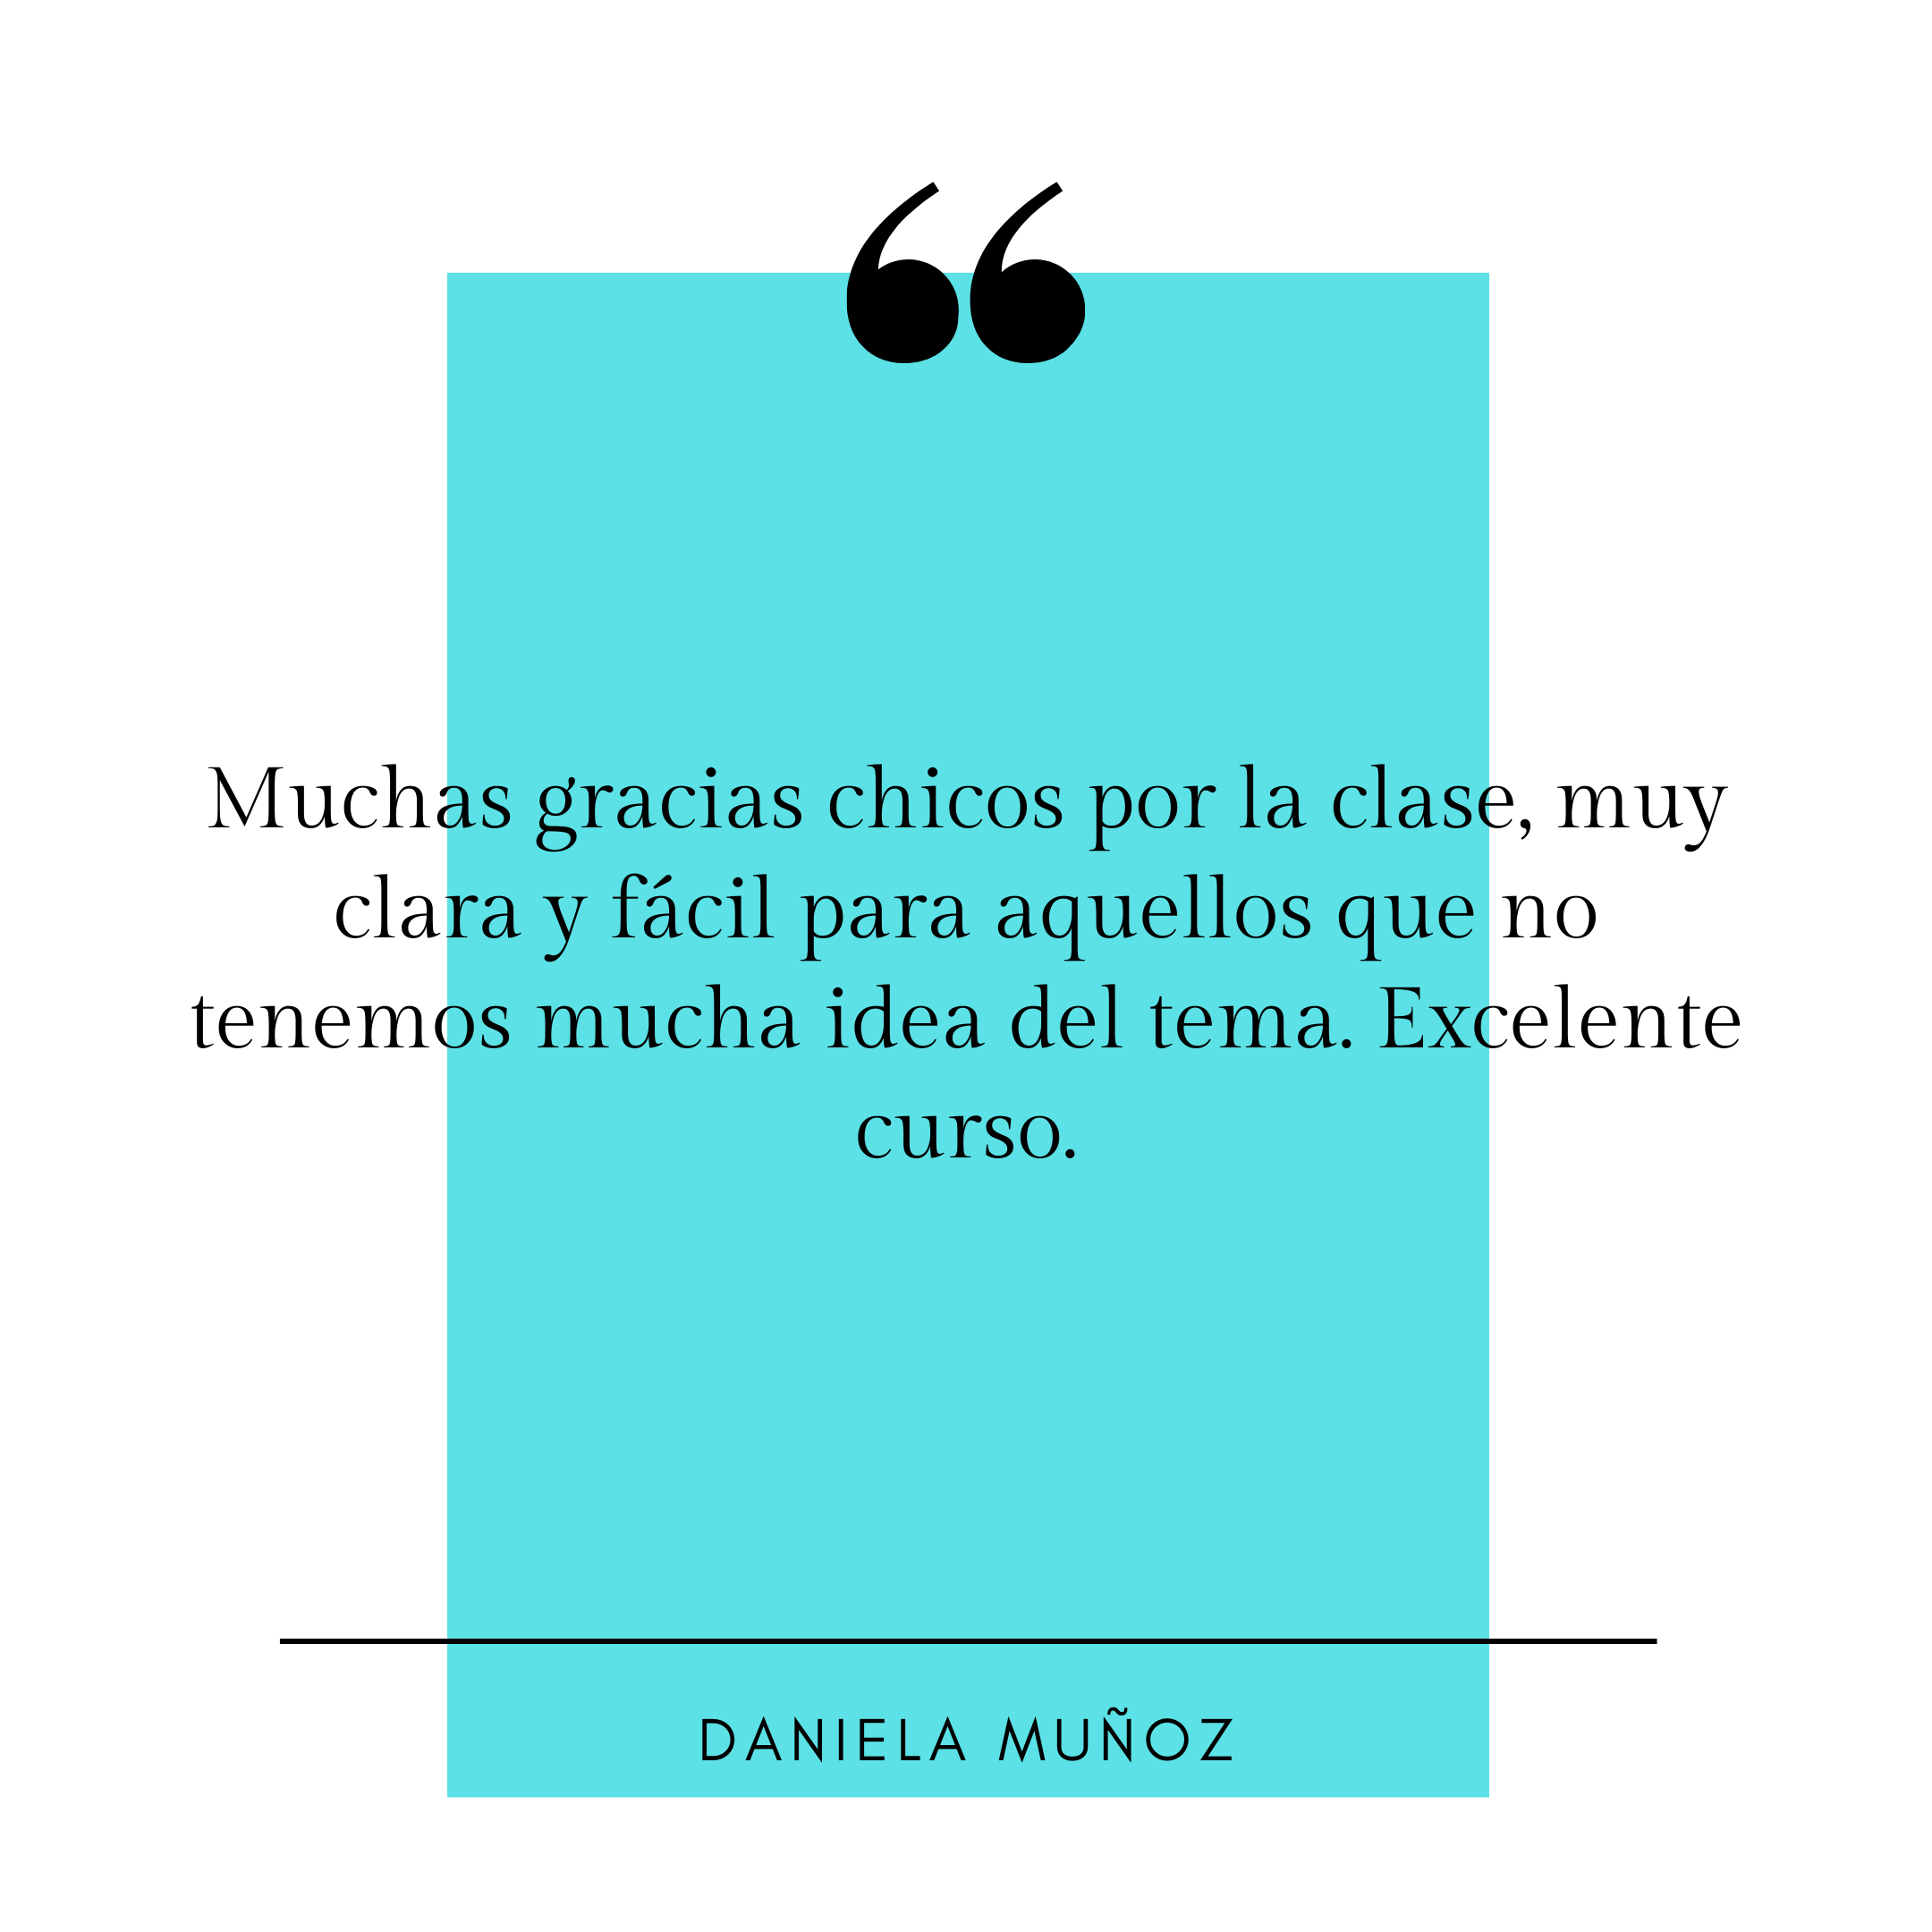 ❝
Muchas gracias chicos por la clase, muy
clara y fácil para aquellos que no
tenemos mucha idea del tema. Excelente
curso.
DANIELA MUÑOZ